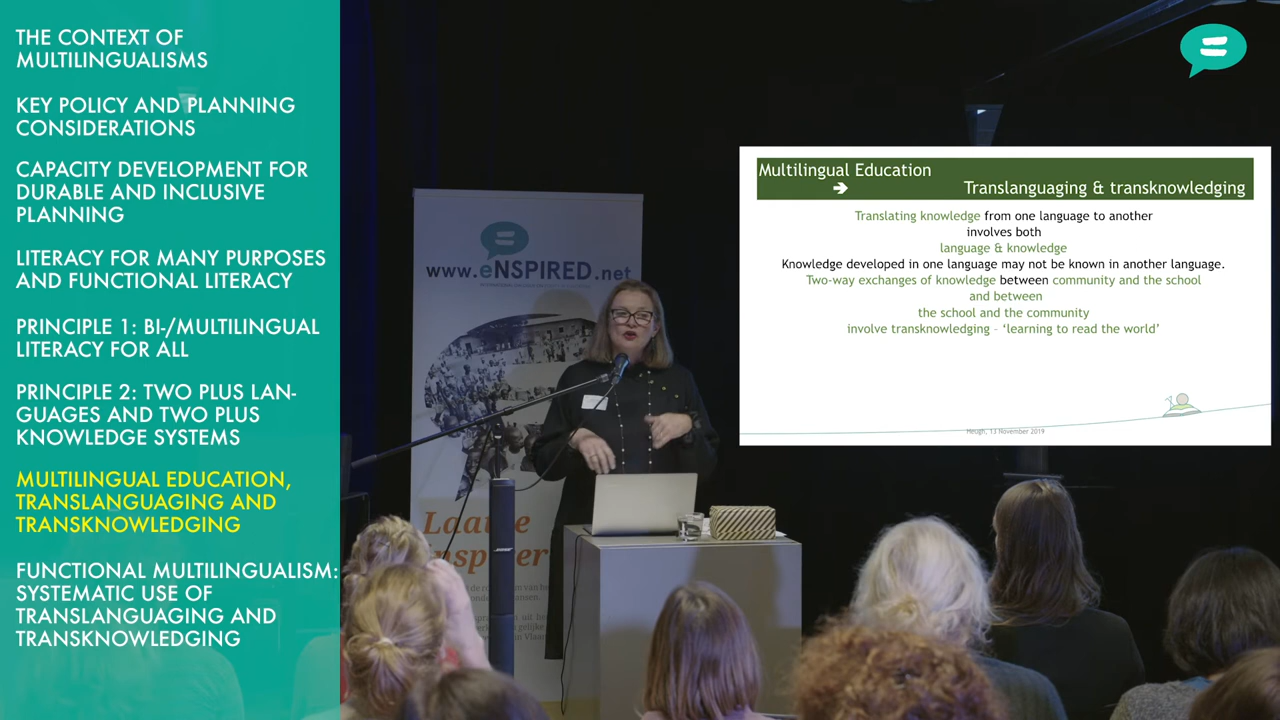 THE CONTEXT OF
MULTILINGUALISMS
KEY POLICY AND PLANNING
CONSIDERATIONS
CAPACITY DEVELOPMENT FOR
DURABLE AND INCLUSIVE
PLANNING
LITERACY FOR MANY PURPOSES
AND FUNCTIONAL LITERACY
PRINCIPLE 1: BI-/MULTILINGUAL
LITERACY FOR ALL
PRINCIPLE 2: TWO PLUS LAN-
GUAGES AND TWO PLUS
KNOWLEDGE SYSTEMS
MULTILINGUAL EDUCATION,
TRANSLANGUAGING AND
TRANSKNOWLEDGING
FUNCTIONAL MULTILINGUALISM:
SYSTEMATIC USE OF
TRANSLANGUAGING AND
TRANSKNOWLEDGING
www.eNSPIRED.net
BOSE
Multilingual Education
➔ Translanguaging & transknowledging
Translating knowledge from one language to another
involves both
language & knowledge
Knowledge developed in one language may not be known in another language.
Two-way exchanges of knowledge between community and the school
and between
the school and the community
involve transknowledging - ‘learning to read the world’
Heugh, 13 November 2019